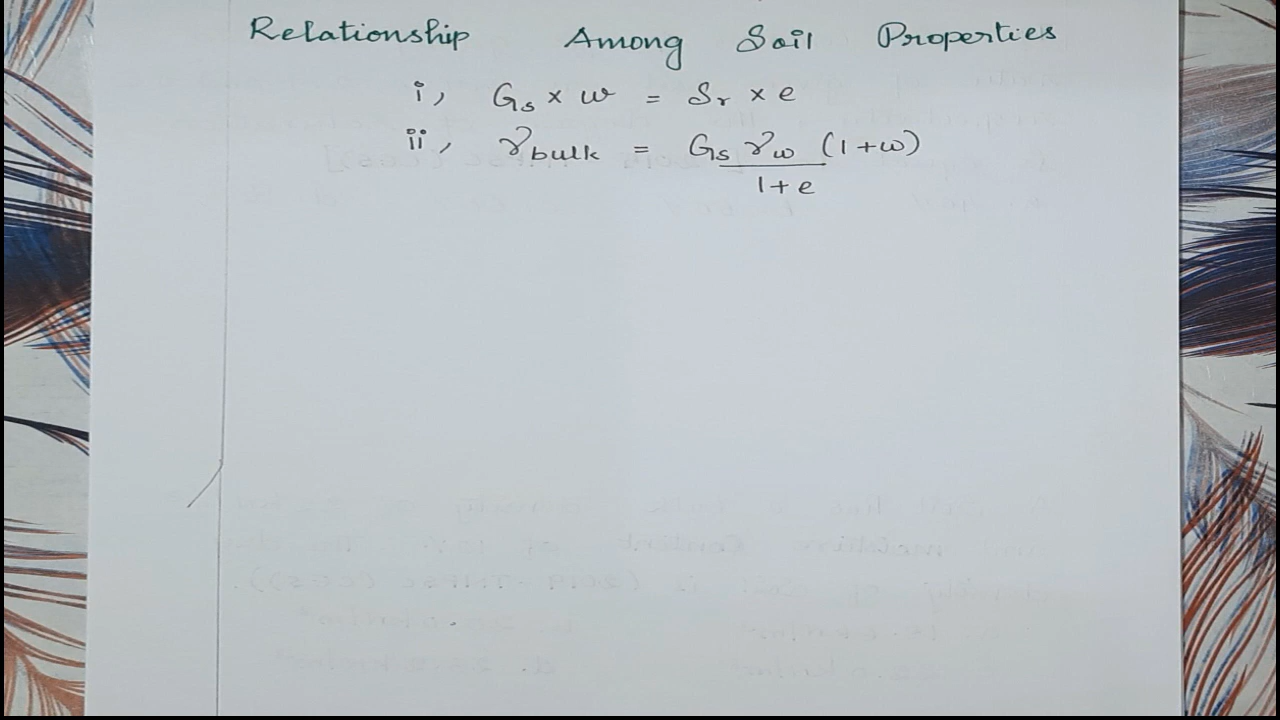 Relationship Among Soil Properties
i, Gs × w = Sr × e
ii, γbulk = Gs γw (1+w)
1+e